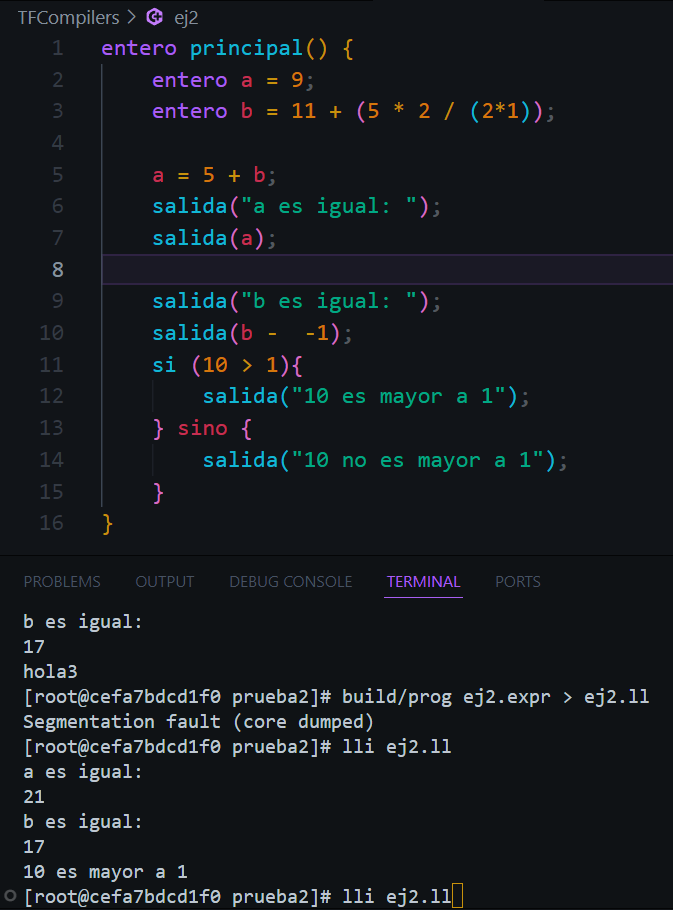 TFCompilers > ej2
1 entero principal() {
2     entero a = 9;
3     entero b = 11 + (5 * 2 / (2*1));
4
5     a = 5 + b;
6     salida("a es igual: ");
7     salida(a);
8
9     salida("b es igual: ");
10     salida(b -  -1);
11     si (10 > 1){
12         salida("10 es mayor a 1");
13     } sino {
14         salida("10 no es mayor a 1");
15     }
16 }
PROBLEMS OUTPUT DEBUG CONSOLE TERMINAL PORTS
b es igual:
17
hola3
[root@cefa7bdcd1f0 prueba2]# build/prog ej2.expr > ej2.ll
Segmentation fault (core dumped)
[root@cefa7bdcd1f0 prueba2]# lli ej2.ll
a es igual:
21
b es igual:
17
10 es mayor a 1
[root@cefa7bdcd1f0 prueba2]# lli ej2.ll